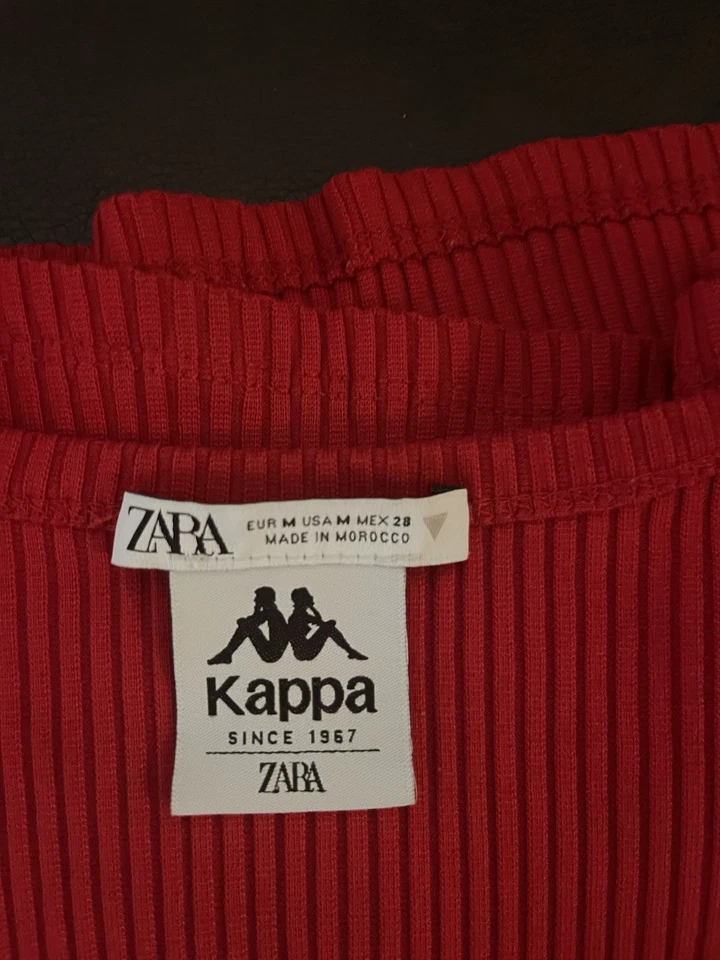 ZARA
EUR M USA M MEX 28
MADE IN MOROCCO
Kappa
SINCE 1967
ZARA